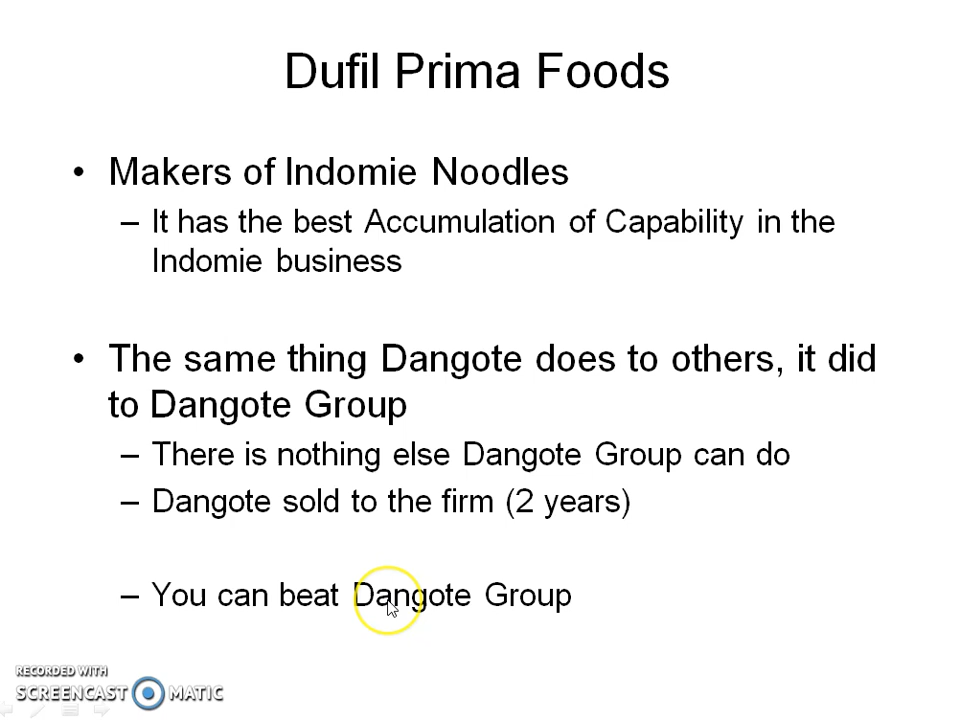 Dufil Prima Foods
• Makers of Indomie Noodles
– It has the best Accumulation of Capability in the
Indomie business
• The same thing Dangote does to others, it did
to Dangote Group
– There is nothing else Dangote Group can do
– Dangote sold to the firm (2 years)
– You can beat Dangote Group
RECORDED WITH
SCREENCAST MATIC